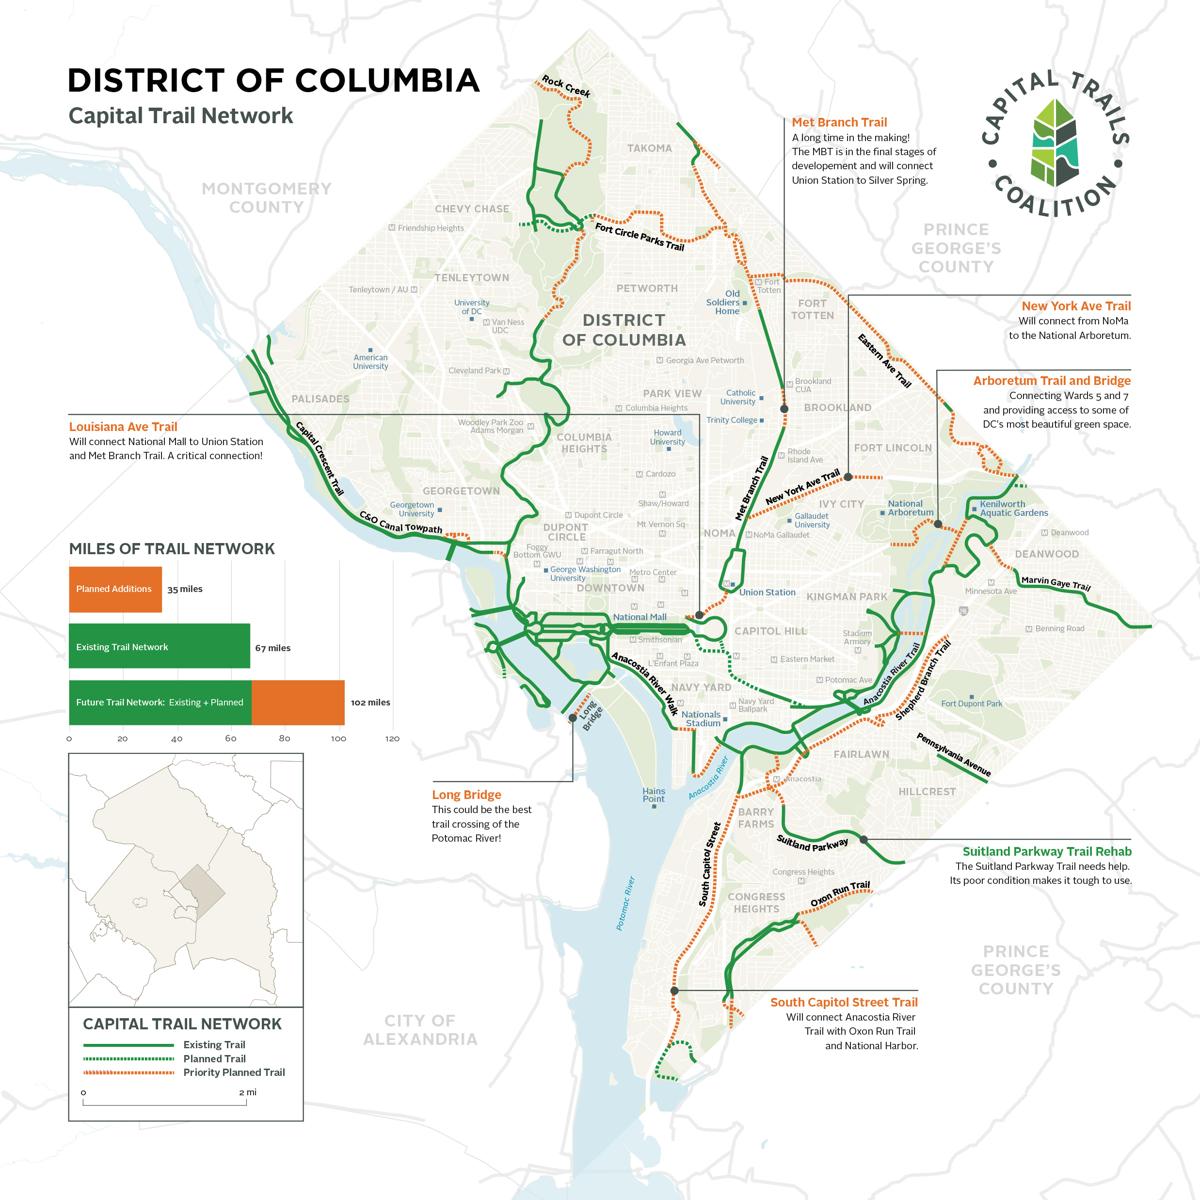 DISTRICT OF COLUMBIA
Capital Trail Network
CAPITAL TRAILS
COALITION
MONTGOMERY
COUNTY
PRINCE
GEORGE'S
COUNTY
Met Branch Trail
A long time in the making!
The MBT is in the final stages of
developement and will connect
Union Station to Silver Spring.
New York Ave Trail
Will connect from NoMa
to the National Arboretum.
Arboretum Trail and Bridge
Connecting Wards 5 and 7
and providing access to some of
DC's most beautiful green space.
Louisiana Ave Trail
Will connect National Mall to Union Station
and Met Branch Trail. A critical connection!
MILES OF TRAIL NETWORK
Planned Additions
35 miles
Existing Trail Network
67 miles
Future Trail Network: Existing + Planned
102 miles
0 20 40 60 80 100 120
Long Bridge
This could be the best
trail crossing of the
Potomac River!
Suitland Parkway Trail Rehab
The Suitland Parkway Trail needs help.
Its poor condition makes it tough to use.
South Capitol Street Trail
Will connect Anacostia River
Trail with Oxon Run Trail
and National Harbor.
PRINCE
GEORGE'S
COUNTY
CITY OF
ALEXANDRIA
CAPITAL TRAIL NETWORK
Existing Trail
Planned Trail
Priority Planned Trail
0 2 mi
Rock Creek
TAKOMA
CHEVY CHASE
Friendship Heights
Fort Circle Parks Trail
TENLEYTOWN
Tenleytown / AU
University
of DC
Van Ness
UDC
PETWORTH
Old
Soldiers
Home
Fort
Totten
FORT
TOTTEN
DISTRICT
OF COLUMBIA
Eastern Ave Trail
American
University
Georgia Ave Petworth
Cleveland Park
Brookland
CUA
PALISADES
PARK VIEW
Catholic
University
BROOKLAND
Columbia Heights
Trinity College
Woodley Park Zoo
Adams Morgan
COLUMBIA
HEIGHTS
Howard
University
FORT LINCOLN
Rhode
Island Ave
Capital Crescent Trail
Cardozo
Met Branch Trail
New York Ave Trail
GEORGETOWN
Georgetown
University
Shaw/Howard
IVY CITY
National
Arboretum
Kenilworth
Aquatic Gardens
C&O Canal Towpath
Dupont Circle
DUPONT
CIRCLE
Mt Vernon Sq
Gallaudet
University
NOMA
NoMa Gallaudet
Deanwood
DEANWOOD
Foggy
Bottom GWU
Farragut North
George Washington
University
Metro Center
DOWNTOWN
Union Station
KINGMAN PARK
Minnesota Ave
Marvin Gaye Trail
National Mall
Smithsonian
CAPITOL HILL
Stadium
Armory
Benning Road
L'Enfant Plaza
Eastern Market
Potomac Ave
Anacostia River Walk
NAVY YARD
Navy Yard
Ballpark
Nationals
Stadium
Anacostia River Trail
Shepherd Branch Trail
Fort Dupont Park
Long
Bridge
FAIRLAWN
Pennsylvania Avenue
Hains
Point
Anacostia River
Anacostia
HILLCREST
BARRY
FARMS
Suitland Parkway
South Capitol Street
Congress Heights
Oxon Run Trail
CONGRESS
HEIGHTS
Potomac River